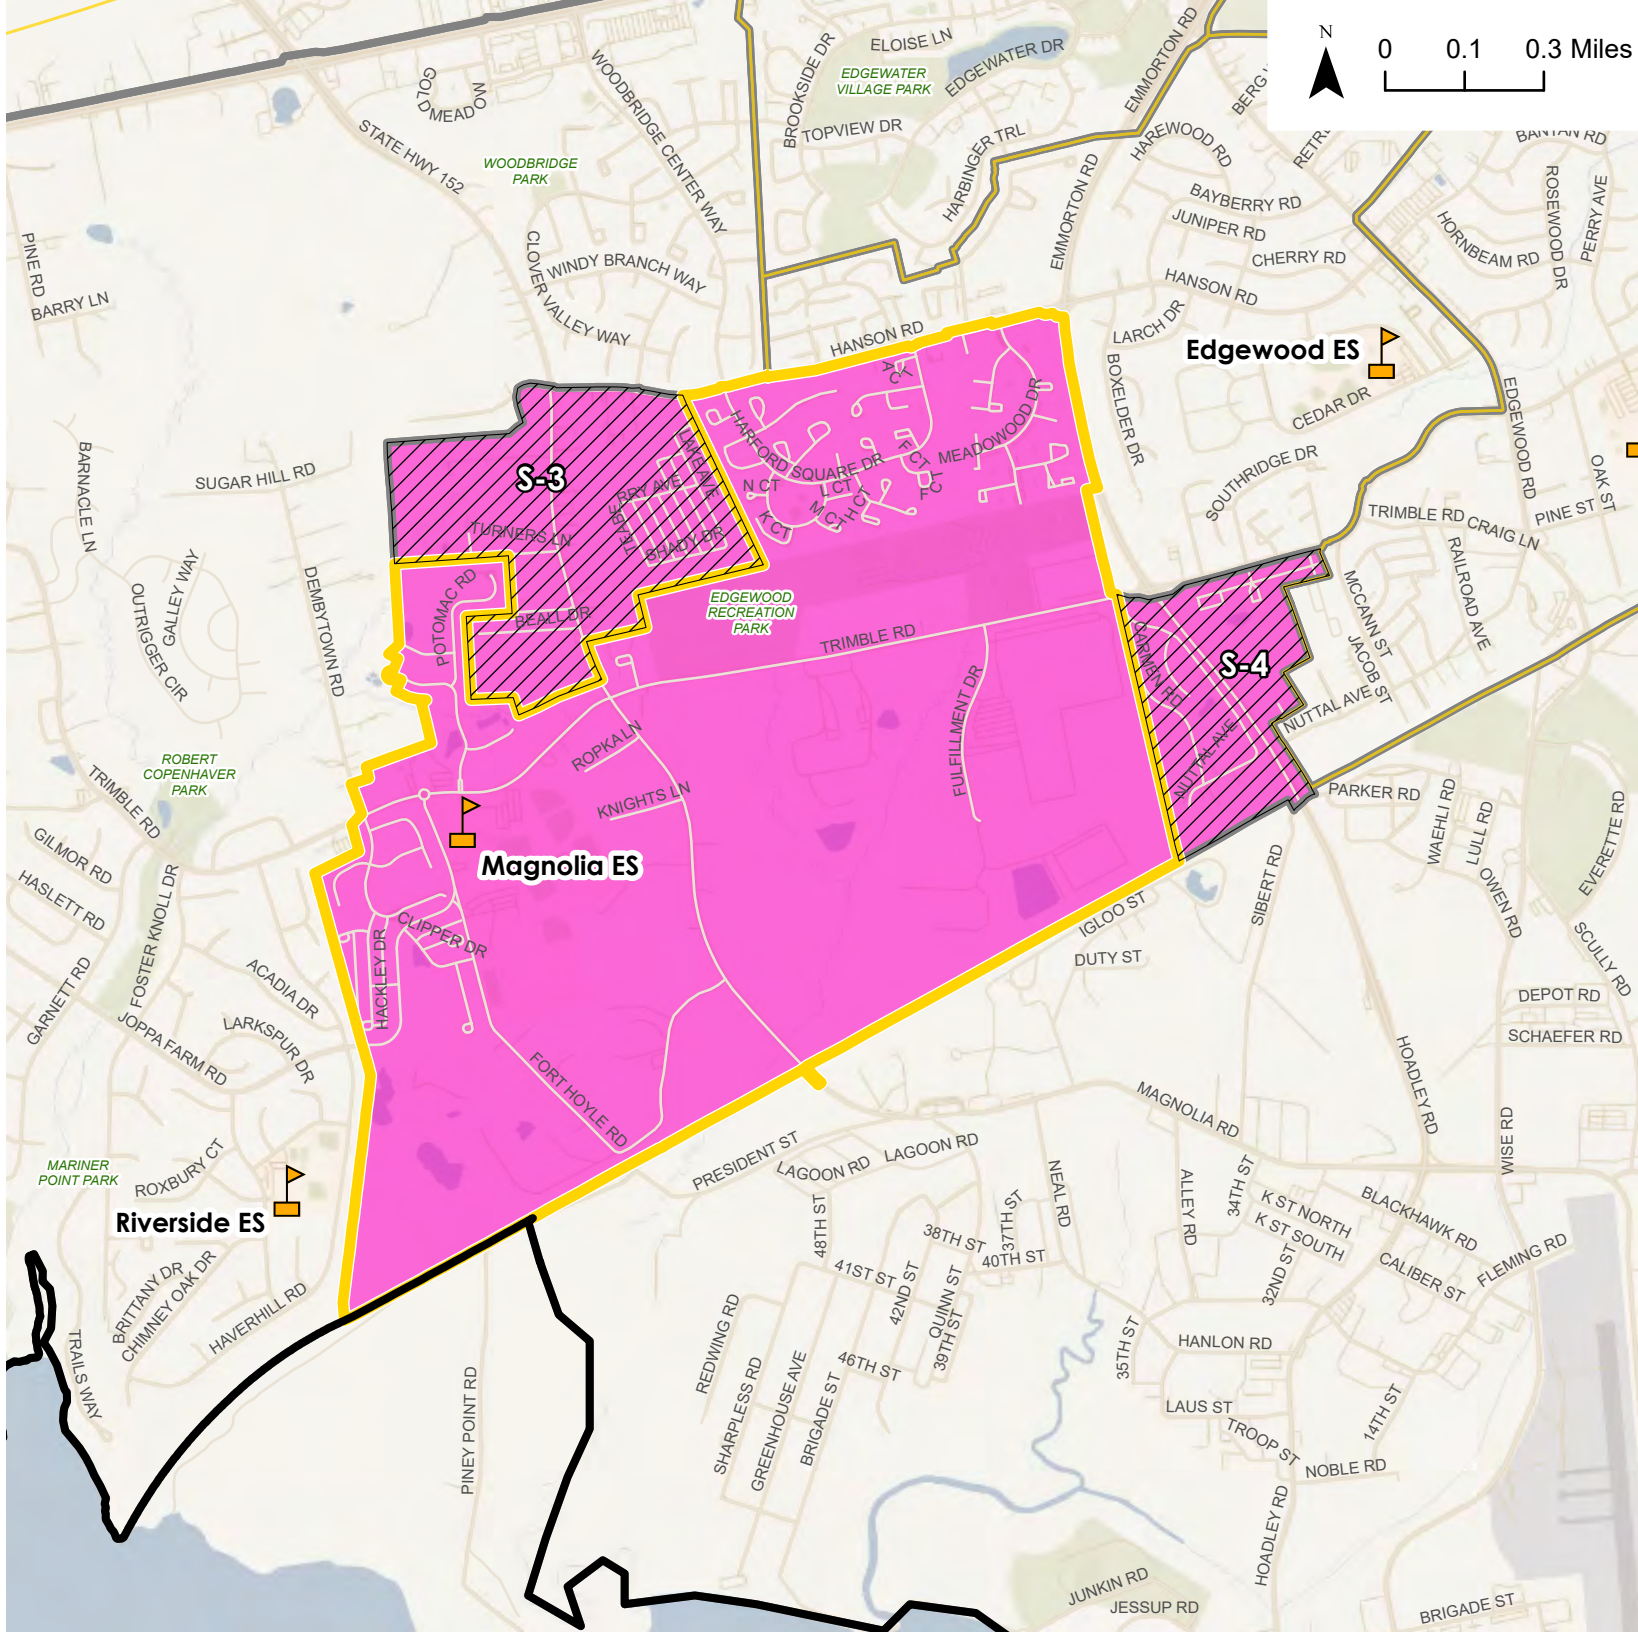 N
0 0.1 0.3 Miles
ELOISE LN
EDGEWATER DR
EDGEWATER
VILLAGE PARK
BROOKSIDE DR
TOPVIEW DR
HARBINGER TRL
EMMORTON RD
EMMORTON RD
HAREWOOD RD
BANYAN RD
ROSEWOOD DR
PERRY AVE
HORNBEAM RD
BAYBERRY RD
JUNIPER RD
CHERRY RD
HANSON RD
LARCH DR
BOXELDER DR
GOLD
MEAD
OW
STATE HWY 152
WOODBRIDGE
PARK
WOODBRIDGE CENTER WAY
CLOVER VALLEY WAY
WINDY BRANCH WAY
PINE RD
BARRY LN
HANSON RD
Edgewood ES
CEDAR DR
SOUTHRIDGE DR
EDGEWOOD RD
OAK ST
PINE ST
TRIMBLE RD
CRAIG LN
RAILROAD AVE
MCCANN ST
JACOB ST
NUTTAL AVE
BARNACLE LN
SUGAR HILL RD
GALLEY WAY
OUTRIGGER CIR
DEMBYTOWN RD
S-3
LAKE AVE
RRY AVE
TEABE
SHADY DR
TURNERS LN
BEALL DR
POTOMAC RD
HARFORD SQUARE DR
MEADOWOOD DR
A CT
F CT
N CT
L CT
M CT
H CT
K CT
EDGEWOOD
RECREATION
PARK
TRIMBLE RD
FULFILLMENT DR
S-4
CARMEN RD
NUTTAL AVE
PARKER RD
WAEHLI RD
LULL RD
OWEN RD
EVERETTE RD
SCULLY RD
ROBERT
COPENHAVER
PARK
TRIMBLE RD
GILMOR RD
HASLETT RD
GARNETT RD
FOSTER KNOLL DR
JOPPA FARM RD
ACADIA DR
LARKSPUR DR
ROPKA LN
KNIGHTS LN
Magnolia ES
CLIPPER DR
HACKLEY DR
FORT HOYLE RD
IGLOO ST
DUTY ST
SIBERT RD
DEPOT RD
SCHAEFER RD
HOADLEY RD
WISE RD
MAGNOLIA RD
PRESIDENT ST
LAGOON RD
LAGOON RD
NEAL RD
ALLEY RD
34TH ST
K ST NORTH
K ST SOUTH
BLACKHAWK RD
FLEMING RD
CALIBER ST
32ND ST
MARINER
POINT PARK
ROXBURY CT
Riverside ES
BRITTANY DR
CHIMNEY OAK DR
HAVERHILL RD
TRAILS WAY
48TH ST
37TH ST
38TH ST
40TH ST
41ST ST
42ND ST
QUINN ST
39TH ST
46TH ST
REDWING RD
SHARPLESS RD
GREENHOUSE AVE
BRIGADE ST
PINEY POINT RD
35TH ST
HANLON RD
LAUS ST
TROOP ST
14TH ST
NOBLE RD
HOADLEY RD
JUNKIN RD
JESSUP RD
BRIGADE ST